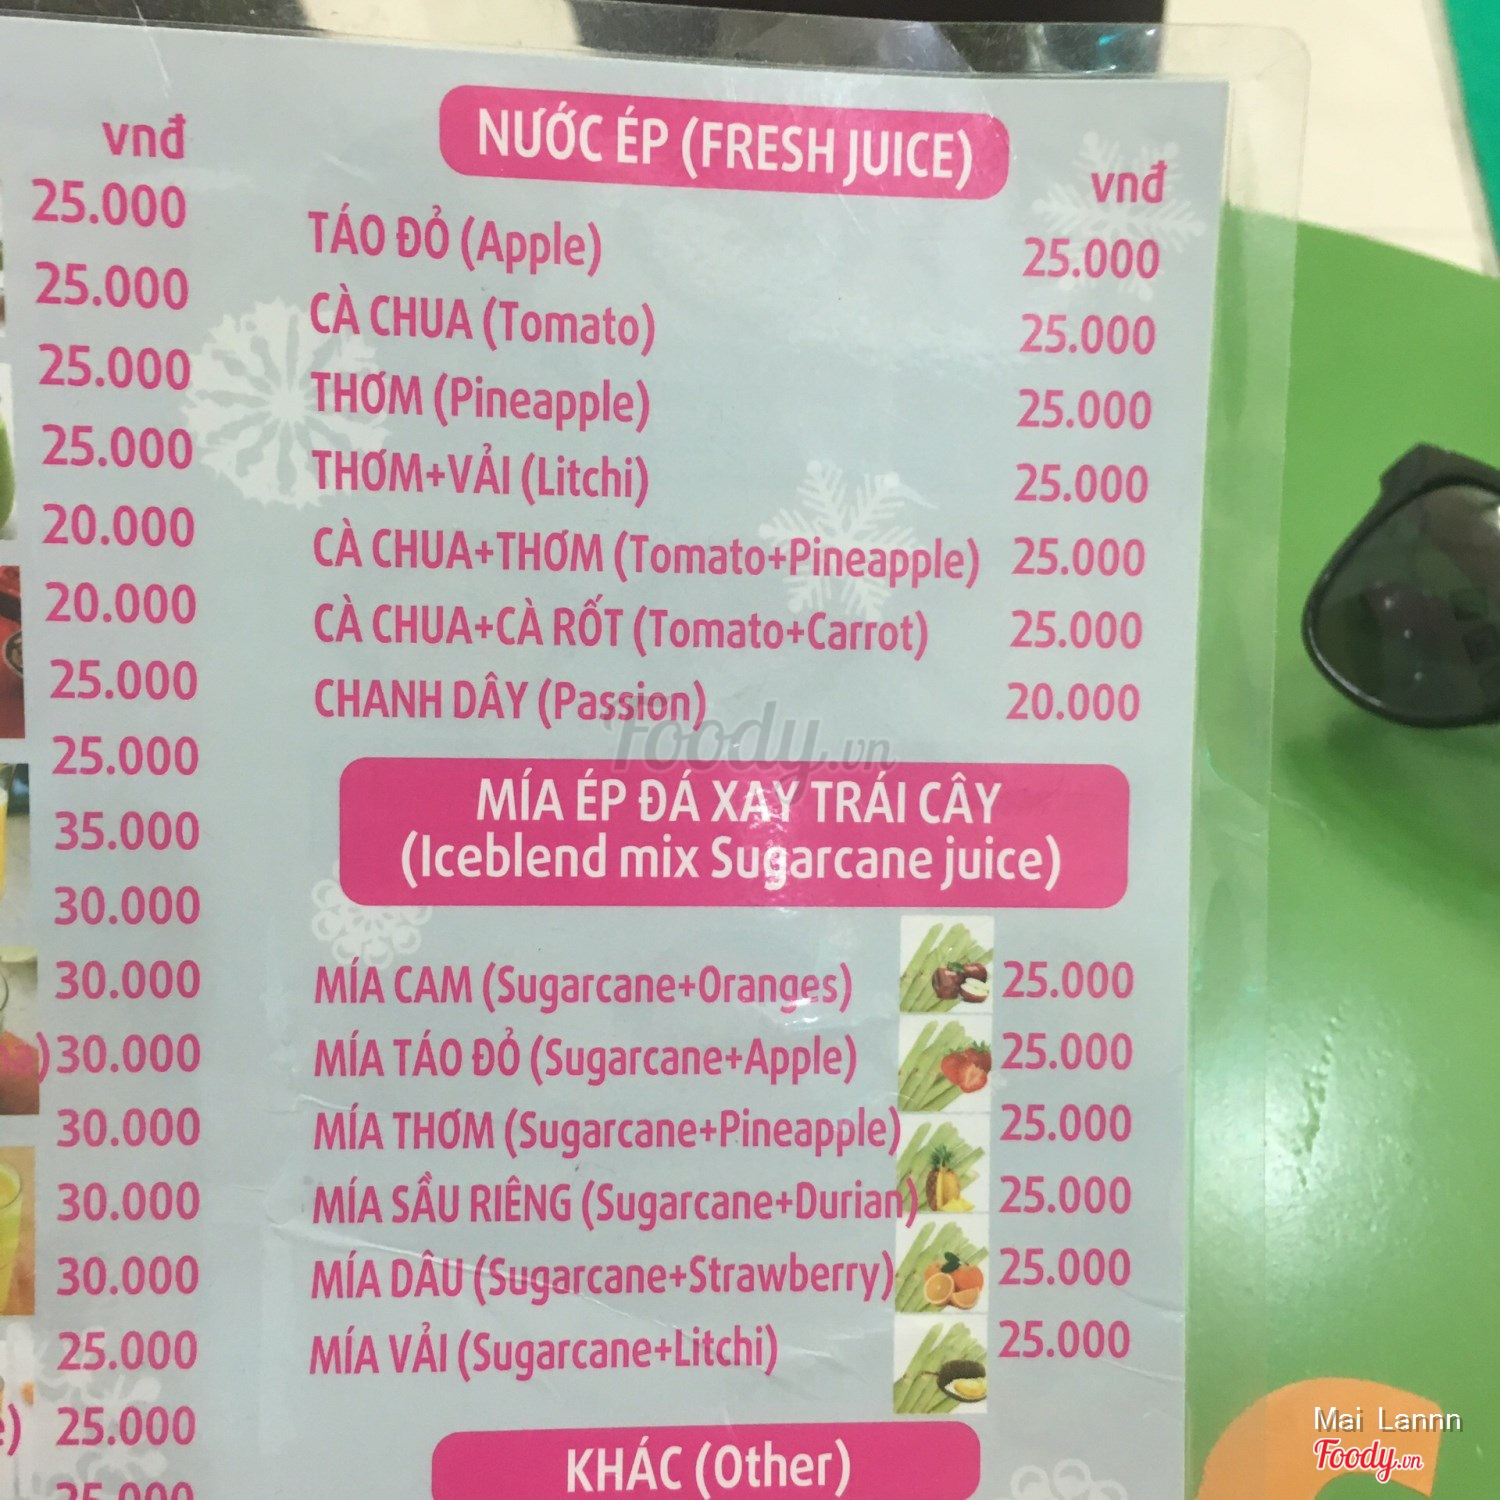 vnđ
25.000
25.000
25.000
25.000
20.000
20.000
25.000
25.000
35.000
30.000
30.000
30.000
30.000
30.000
30.000
25.000
25.000
25.000
NƯỚC ÉP (FRESH JUICE)
vnđ
TÁO ĐỎ (Apple) 25.000
CÀ CHUA (Tomato) 25.000
THƠM (Pineapple) 25.000
THƠM+VẢI (Litchi) 25.000
CÀ CHUA+THƠM (Tomato+Pineapple) 25.000
CÀ CHUA+CÀ RỐT (Tomato+Carrot) 25.000
CHANH DÂY (Passion) 20.000
Foody.vn
MÍA ÉP ĐÁ XAY TRÁI CÂY
(Iceblend mix Sugarcane juice)
MÍA CAM (Sugarcane+Oranges) 25.000
MÍA TÁO ĐỎ (Sugarcane+Apple) 25.000
MÍA THƠM (Sugarcane+Pineapple) 25.000
MÍA SẦU RIÊNG (Sugarcane+Durian) 25.000
MÍA DÂU (Sugarcane+Strawberry) 25.000
MÍA VẢI (Sugarcane+Litchi) 25.000
KHÁC (Other)
Mai Lannn
Foody.vn